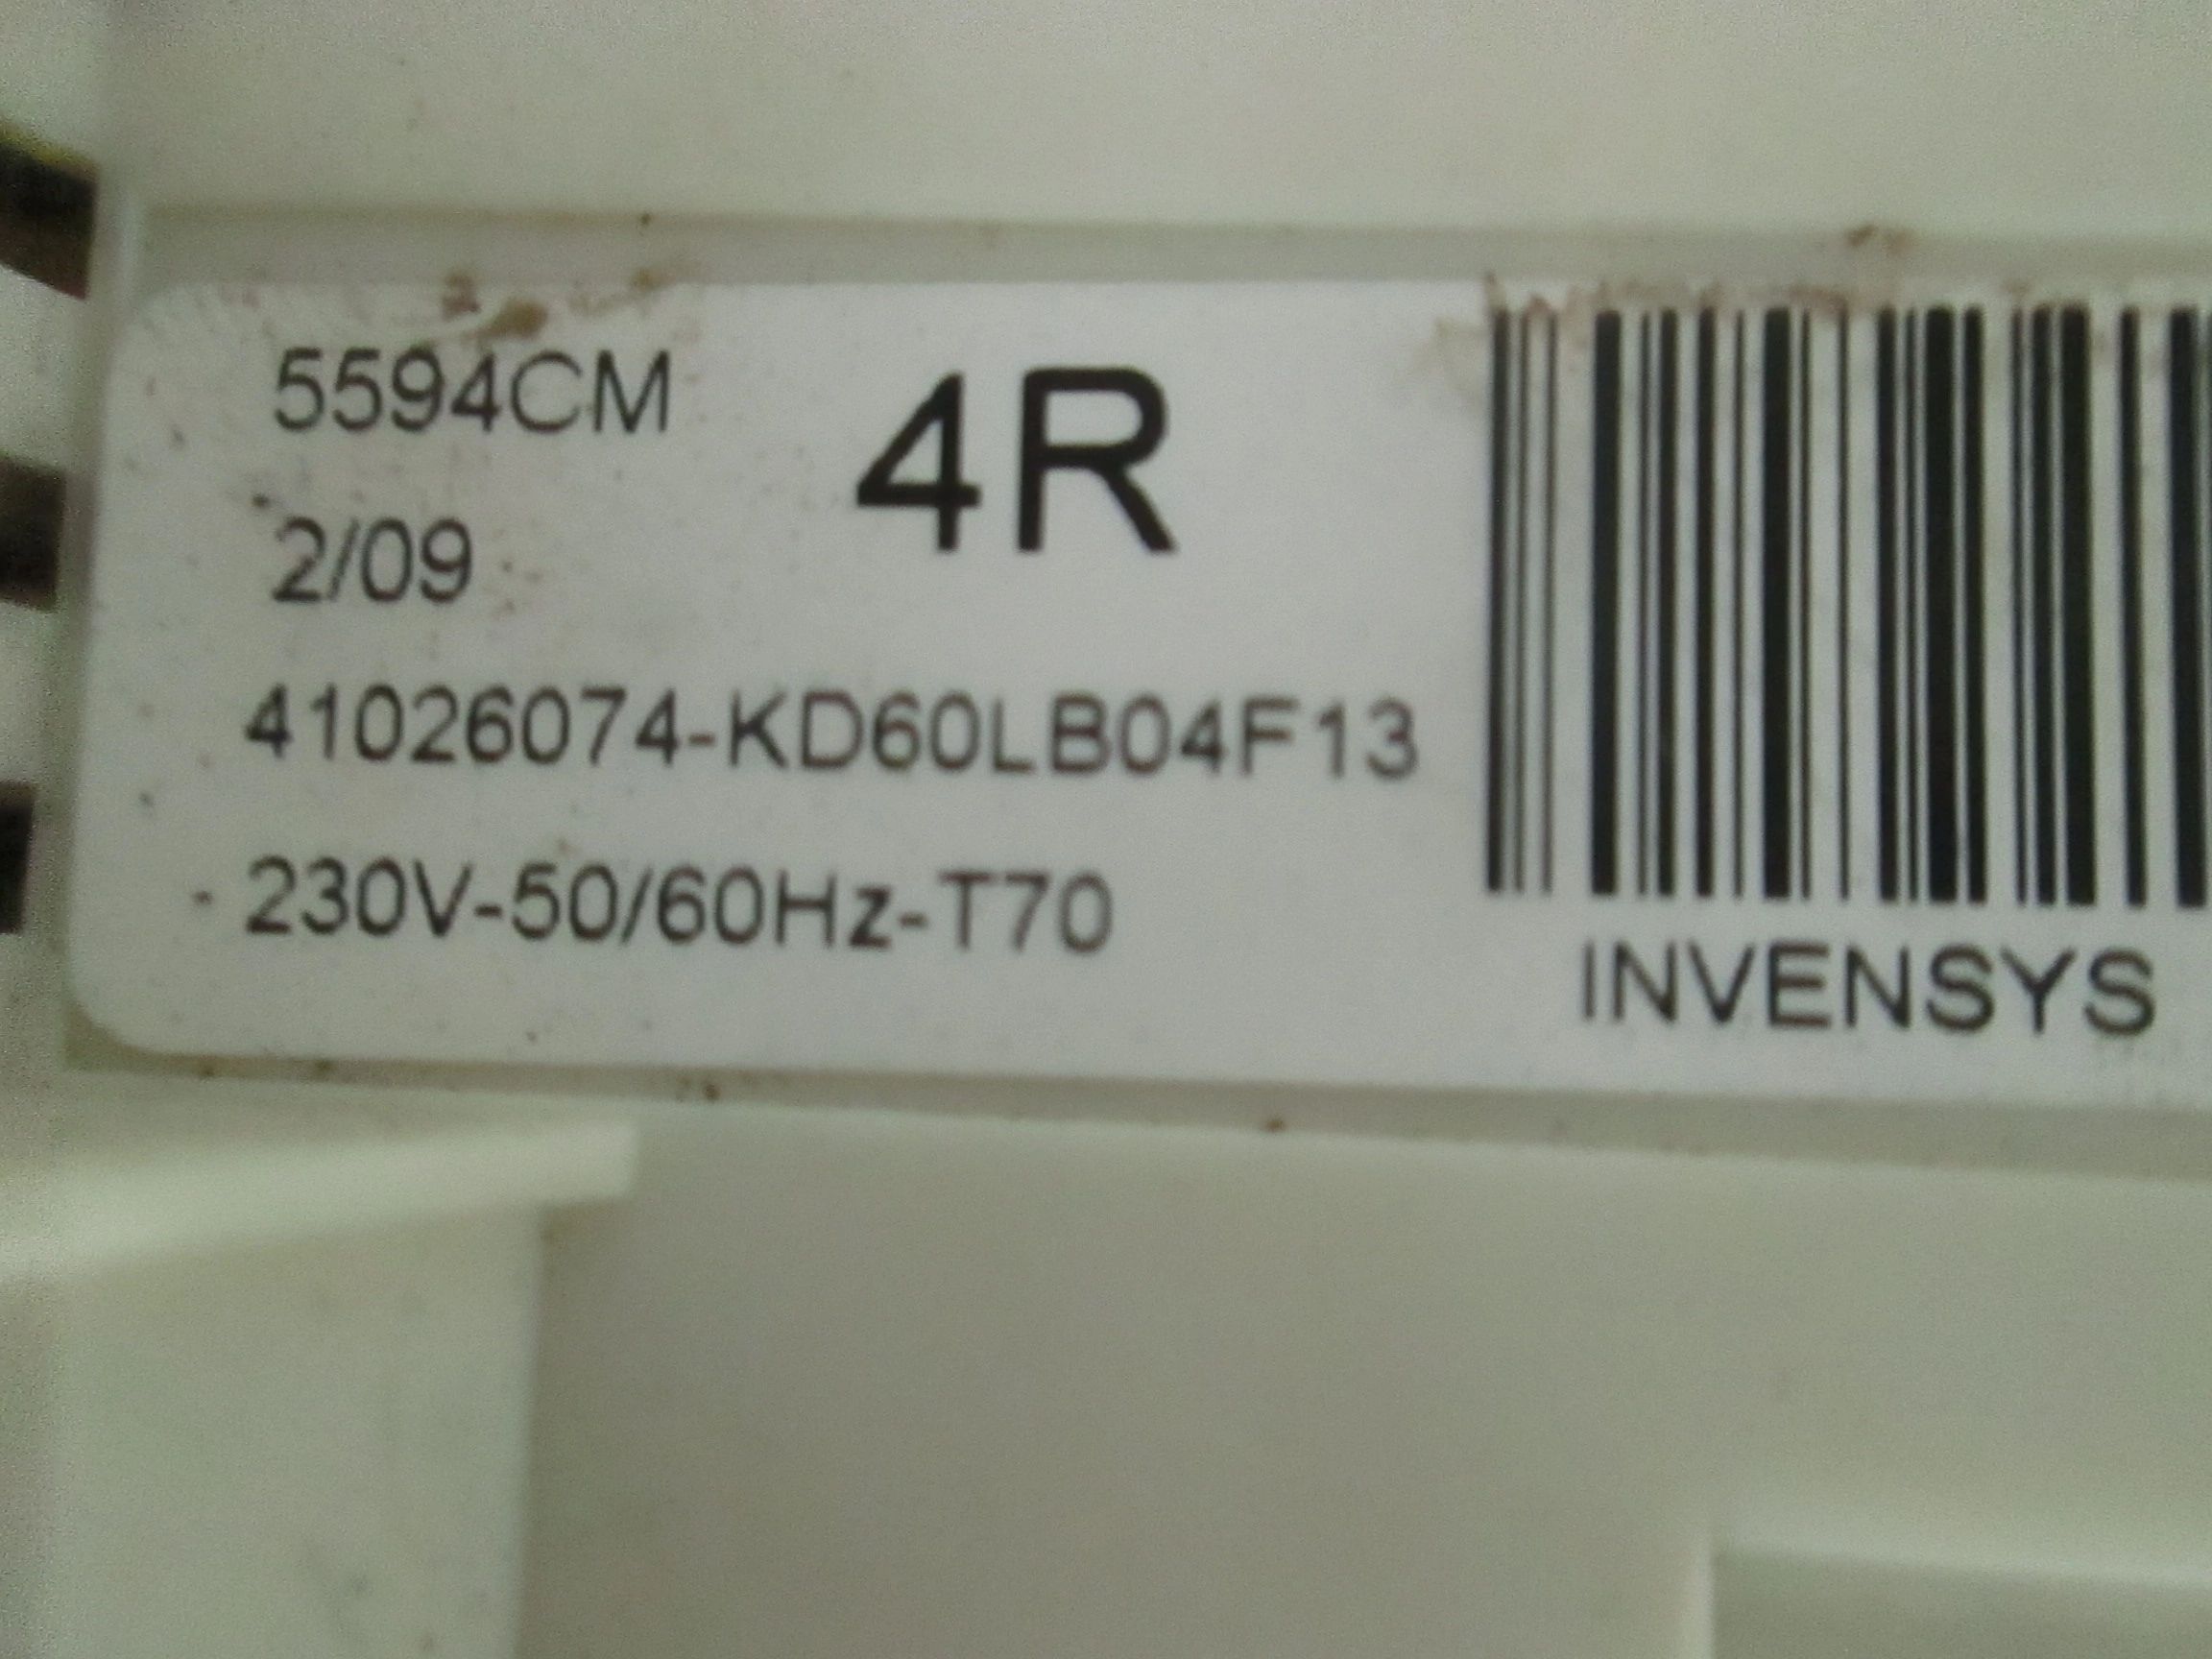 5594CM
4R
2/09
41026074-KD60LB04F13
230V-50/60Hz-T70
INVENSYS